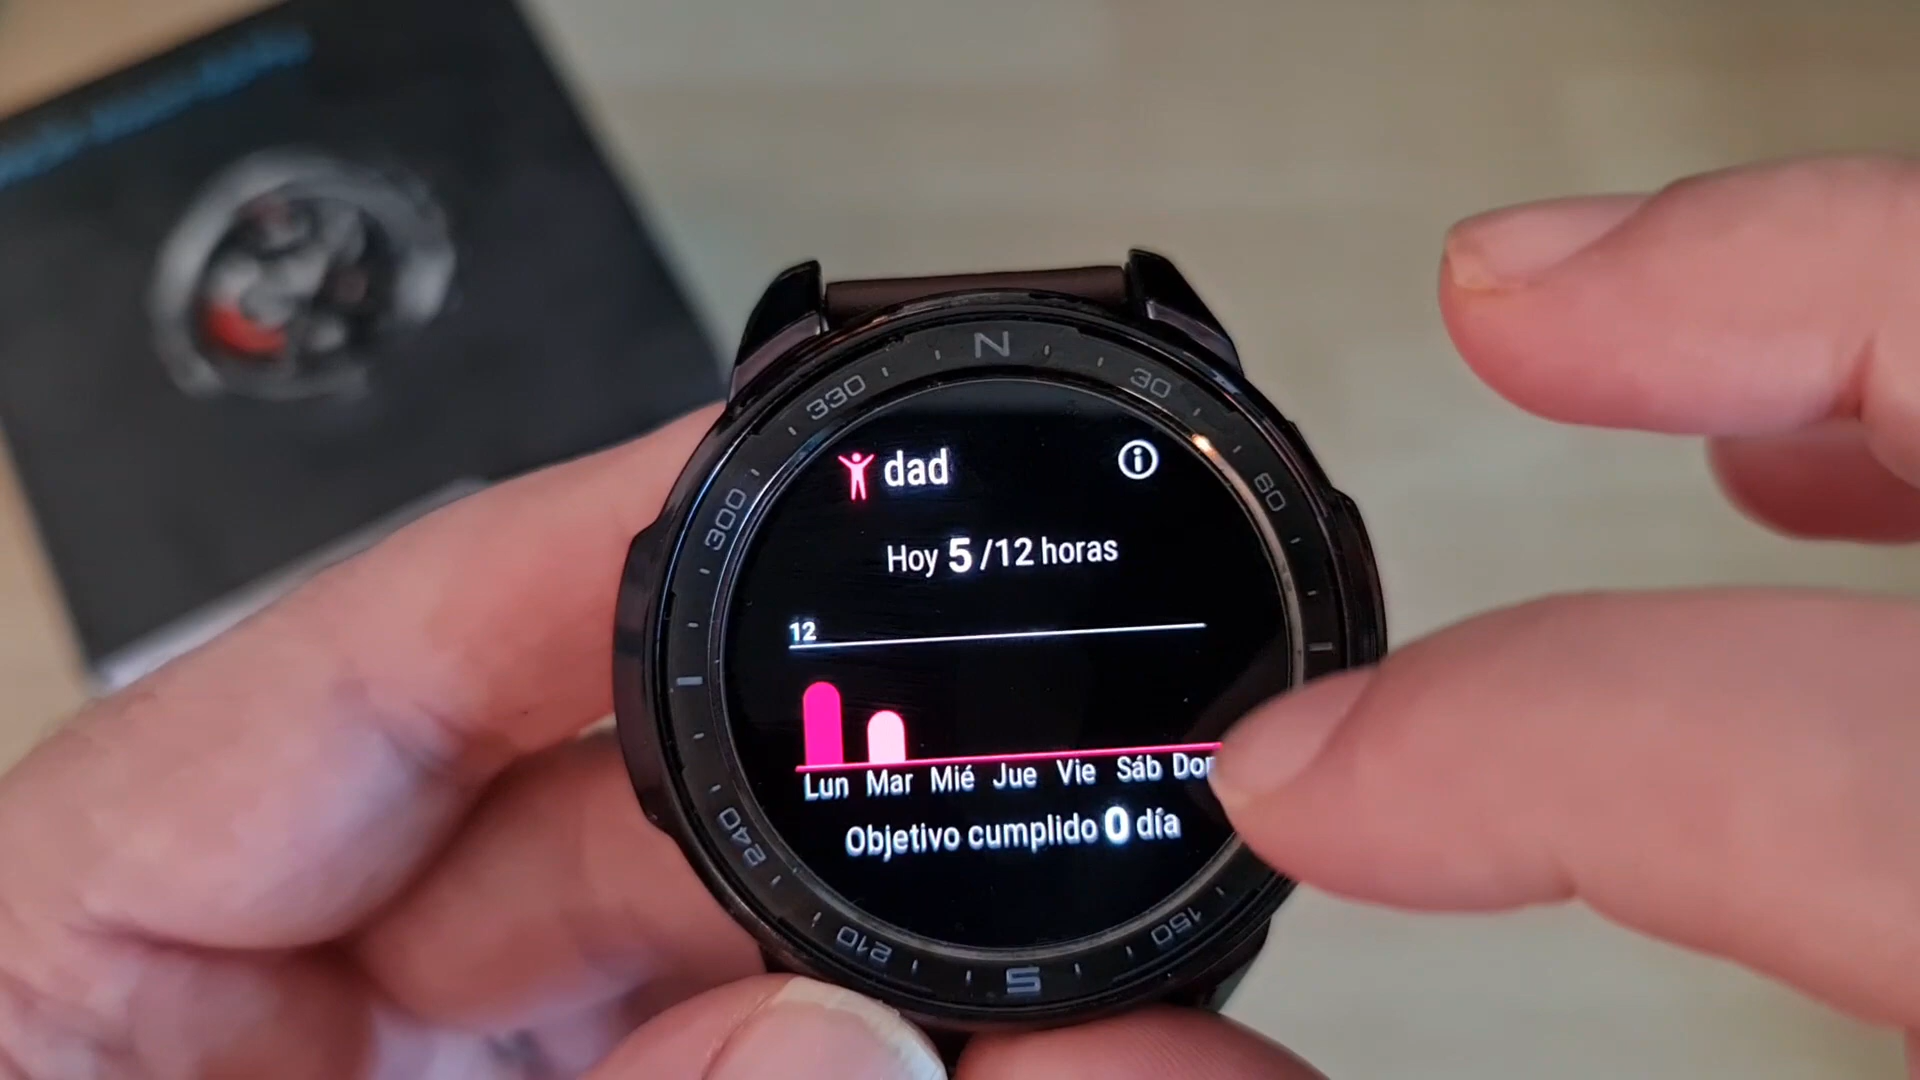 N
330
30
300
60
dad
Hoy 5 /12 horas
12
Lun Mar Mié Jue Vie Sáb Dom
Objetivo cumplido 0 día
240
210
150
S